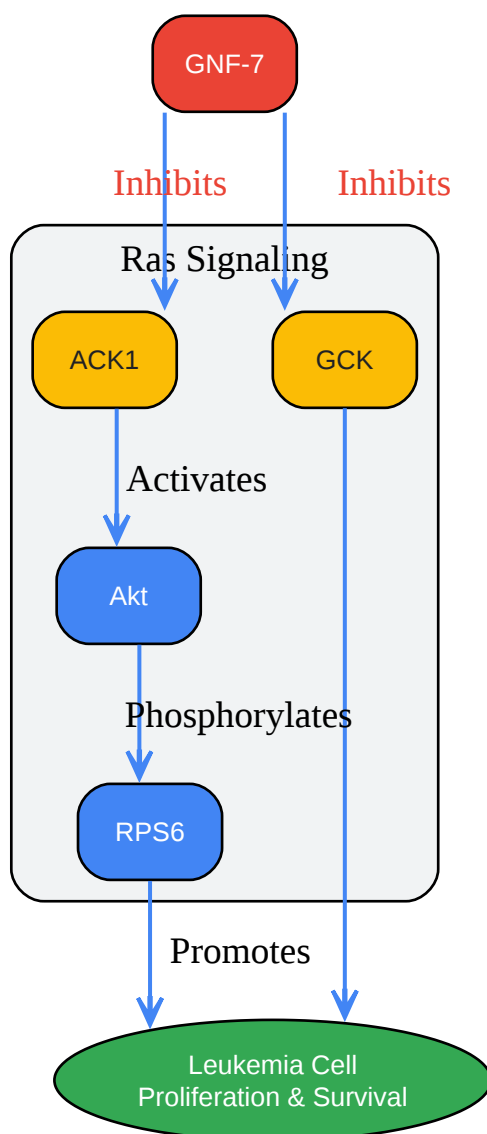 GNF-7
Inhibits
Inhibits
Ras Signaling
ACK1
GCK
Activates
Akt
Phosphorylates
RPS6
Promotes
Leukemia Cell
Proliferation & Survival